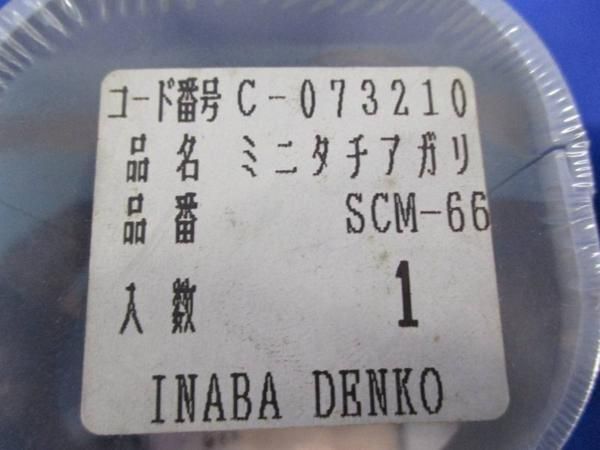 コード番号 C-073210
品名 ミニタチアガリ
品番 SCM-66
入数 1
INABA DENKO